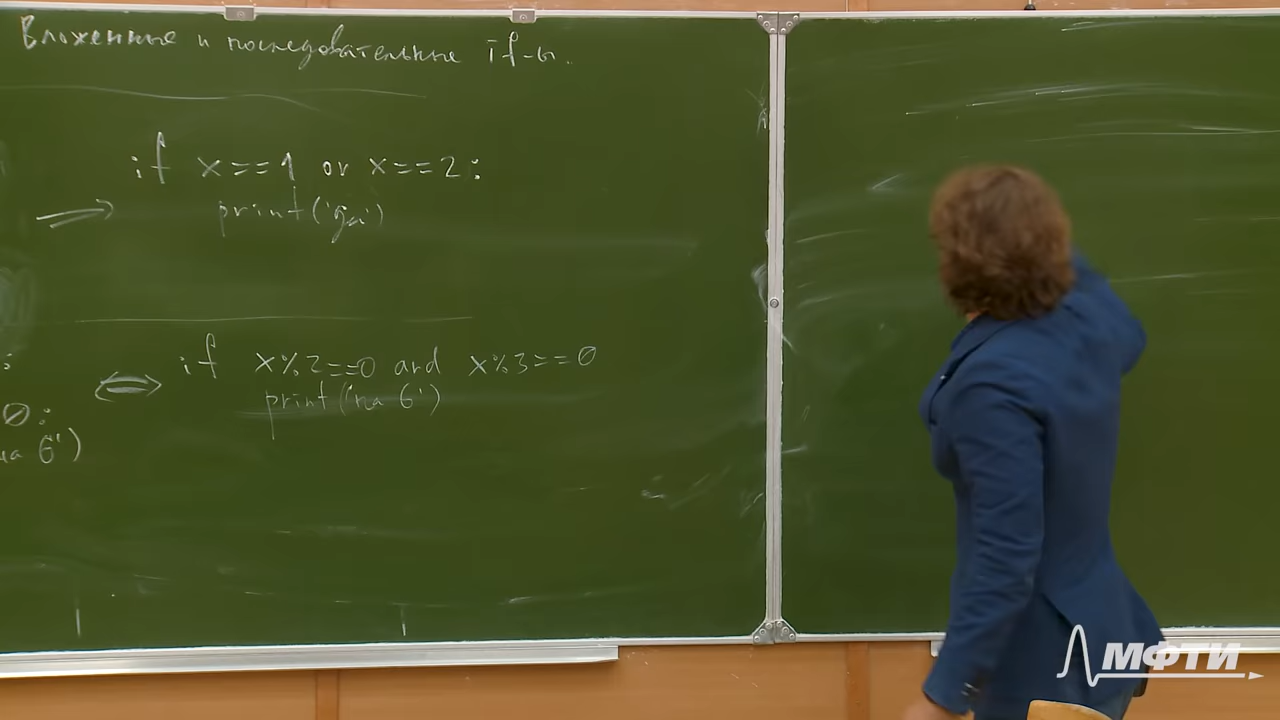 Вложенные и последовательные if-ы.
if x==1 or x==2:
print('да')
:
if x%2==0 and x%3==0
0:
print('на 6')
на 6')
МФТИ